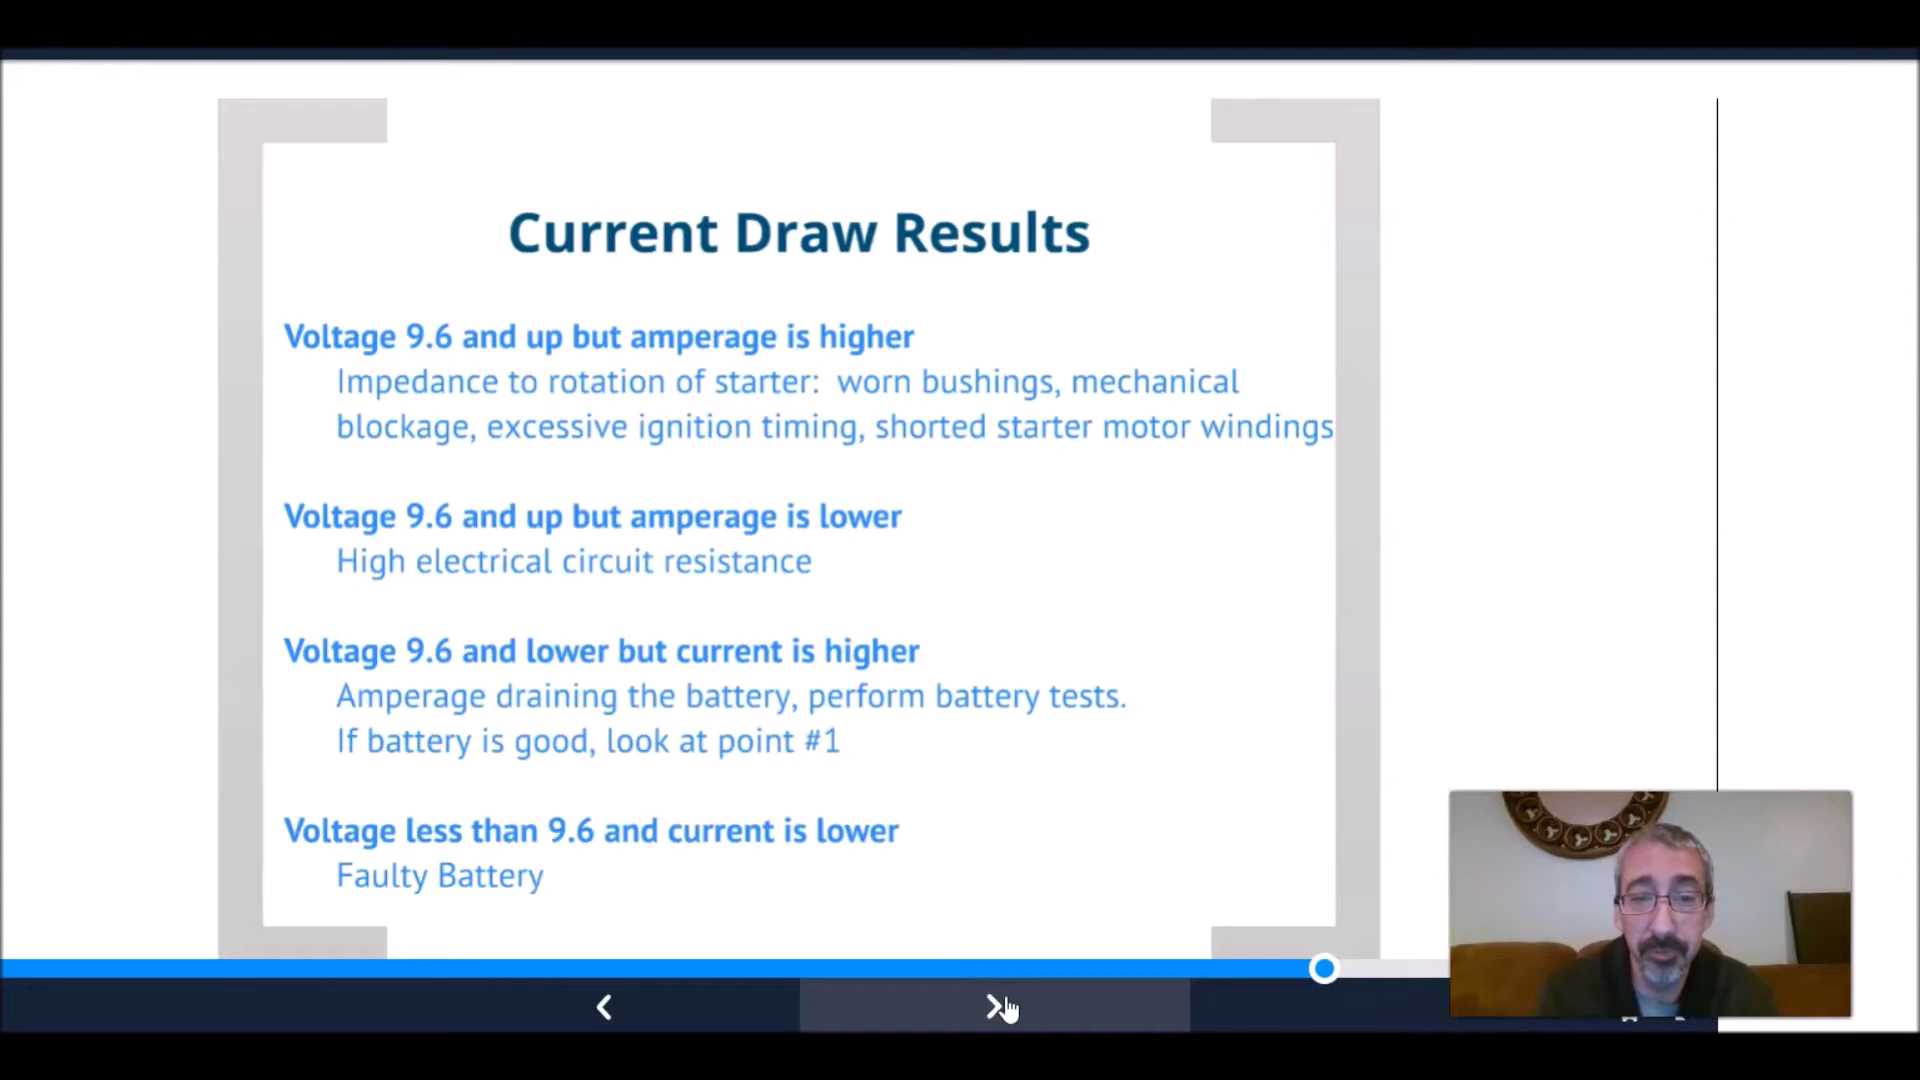 Current Draw Results
Voltage 9.6 and up but amperage is higher
Impedance to rotation of starter:  worn bushings, mechanical
blockage, excessive ignition timing, shorted starter motor windings
Voltage 9.6 and up but amperage is lower
High electrical circuit resistance
Voltage 9.6 and lower but current is higher
Amperage draining the battery, perform battery tests.
If battery is good, look at point #1
Voltage less than 9.6 and current is lower
Faulty Battery